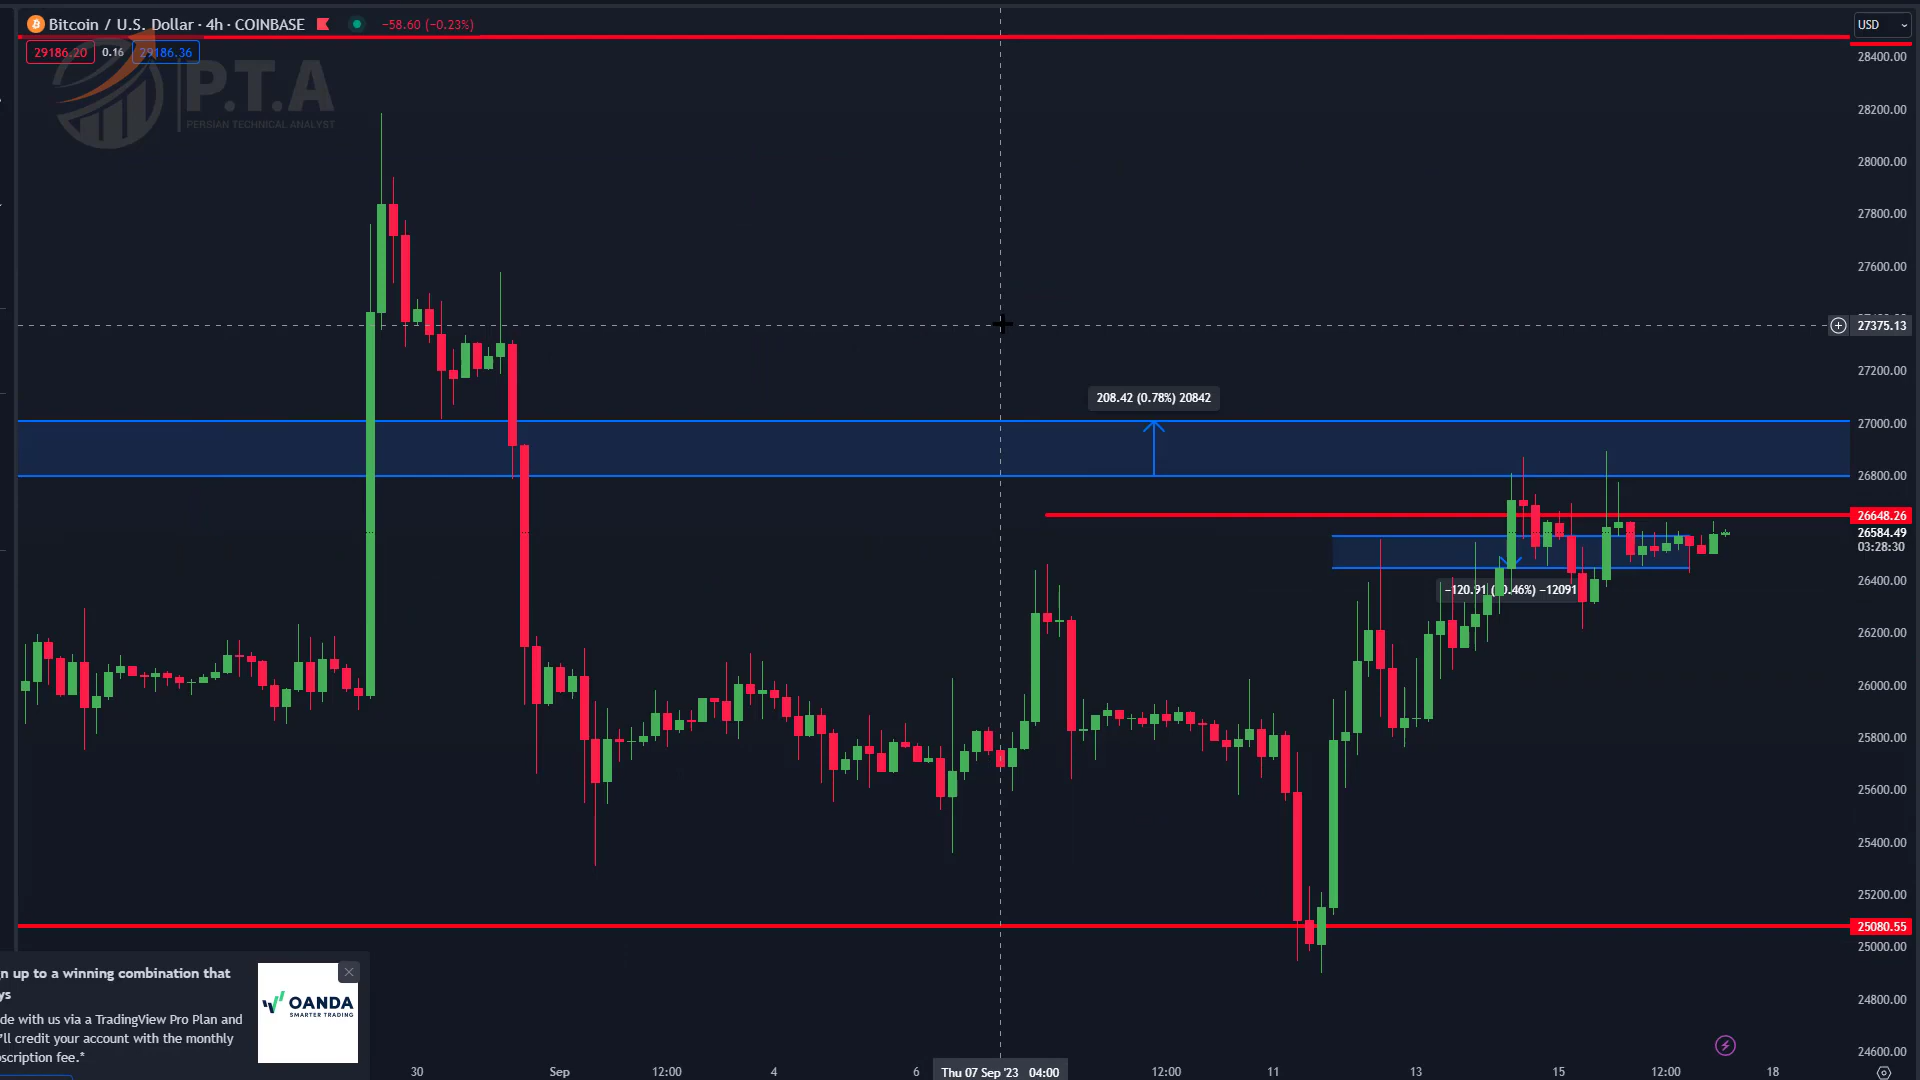 Bitcoin / U.S. Dollar · 4h · COINBASE
−58.60 (−0.23%)
USD
29186.20
0.16
29186.36
P.T.A
PERSIAN TECHNICAL ANALYST
28400.00
28200.00
28000.00
27800.00
27600.00
27375.13
27200.00
208.42 (0.78%) 20842
27000.00
26800.00
26648.26
26584.49
03:28:30
26400.00
−120.91 ( 0.46%) −12091
26200.00
26000.00
25800.00
25600.00
25400.00
25200.00
25080.55
25000.00
24800.00
24600.00
n up to a winning combination that
ys
de with us via a TradingView Pro Plan and
'll credit your account with the monthly
scription fee.*
OANDA
SMARTER TRADING
30
Sep
12:00
4
6
Thu 07 Sep '23 04:00
12:00
11
13
15
12:00
18